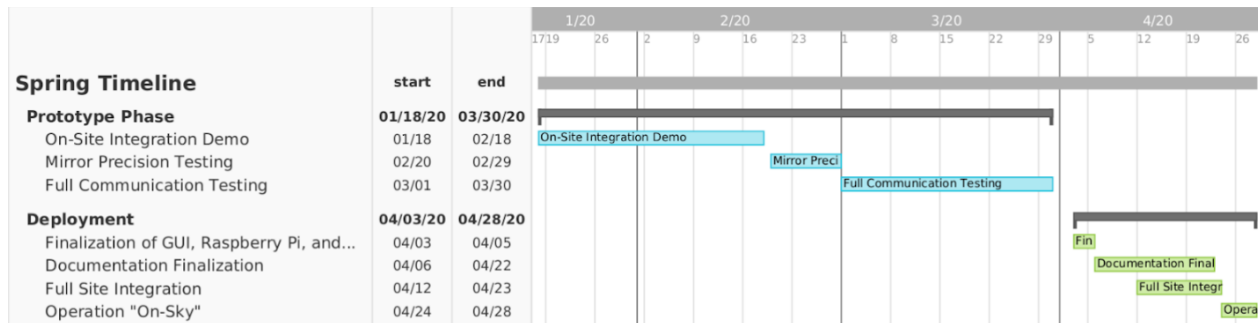 1/20 2/20 3/20 4/20
17 19 26 2 9 16 23 1 8 15 22 29 5 12 19 26
Spring Timeline start end
Prototype Phase 01/18/20 03/30/20
On-Site Integration Demo 01/18 02/18 On-Site Integration Demo
Mirror Precision Testing 02/20 02/29 Mirror Preci
Full Communication Testing 03/01 03/30 Full Communication Testing
Deployment 04/03/20 04/28/20
Finalization of GUI, Raspberry Pi, and... 04/03 04/05 Fin
Documentation Finalization 04/06 04/22 Documentation Final
Full Site Integration 04/12 04/23 Full Site Integr
Operation "On-Sky" 04/24 04/28 Opera